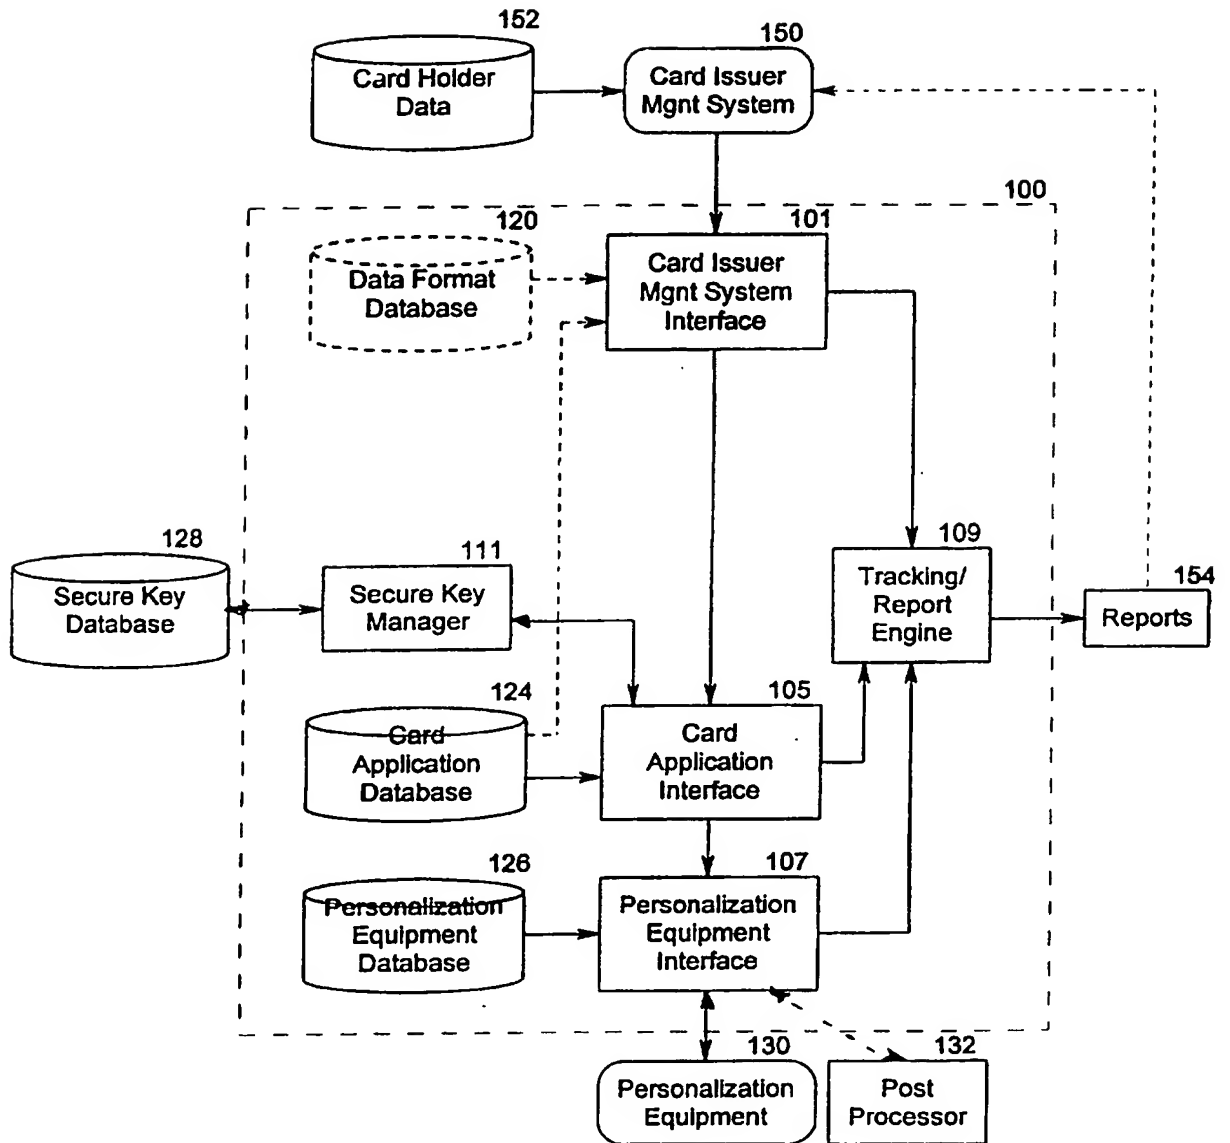 152
Card Holder
Data
150
Card Issuer
Mgnt System
100
120
Data Format
Database
101
Card Issuer
Mgnt System
Interface
128
Secure Key
Database
111
Secure Key
Manager
109
Tracking/
Report
Engine
154
Reports
124
Card
Application
Database
105
Card
Application
Interface
126
Personalization
Equipment
Database
107
Personalization
Equipment
Interface
130
Personalization
Equipment
132
Post
Processor